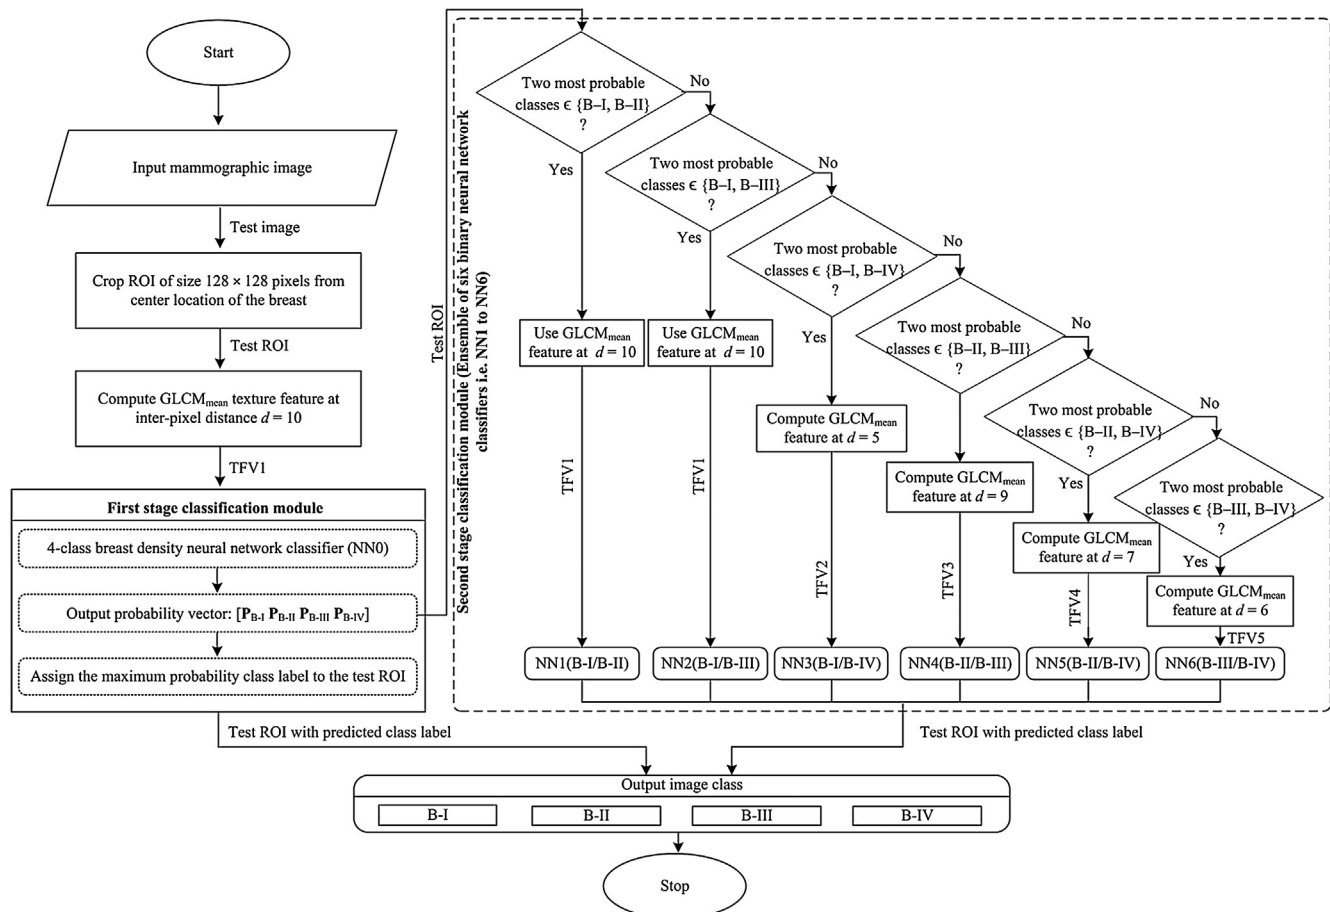 Start
Input mammographic image
Test image
Crop ROI of size 128 × 128 pixels from
center location of the breast
Test ROI
Compute GLCMmean texture feature at
inter-pixel distance d = 10
TFV1
First stage classification module
4-class breast density neural network classifier (NN0)
Output probability vector: [PB-I PB-II PB-III PB-IV]
Assign the maximum probability class label to the test ROI
Test ROI with predicted class label
Test ROI
Second stage classification module (Ensemble of six binary neural network
classifiers i.e. NN1 to NN6)
Two most probable
classes ϵ {B–I, B–II}
?
No
Yes
Use GLCMmean
feature at d = 10
TFV1
NN1(B-I/B-II)
Two most probable
classes ϵ {B–I, B–III}
?
No
Yes
Use GLCMmean
feature at d = 10
TFV1
NN2(B-I/B-III)
Two most probable
classes ϵ {B–I, B–IV}
?
No
Yes
Compute GLCMmean
feature at d = 5
TFV2
NN3(B-I/B-IV)
Two most probable
classes ϵ {B–II, B–III}
?
No
Yes
Compute GLCMmean
feature at d = 9
TFV3
NN4(B-II/B-III)
Two most probable
classes ϵ {B–II, B–IV}
?
No
Yes
Compute GLCMmean
feature at d = 7
TFV4
NN5(B-II/B-IV)
Two most probable
classes ϵ {B–III, B–IV}
?
Yes
Compute GLCMmean
feature at d = 6
TFV5
NN6(B-III/B-IV)
Test ROI with predicted class label
Output image class
B-I
B-II
B-III
B-IV
Stop